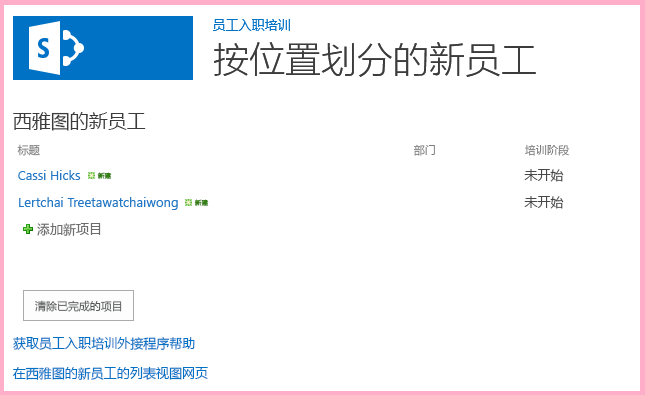 员工入职培训
按位置划分的新员工
西雅图的新员工
标题 部门 培训阶段
Cassi Hicks 新建 未开始
Lertchai Treetawatchaiwong 新建 未开始
添加新项目
清除已完成的项目
获取员工入职培训外接程序帮助
在西雅图的新员工的列表视图网页